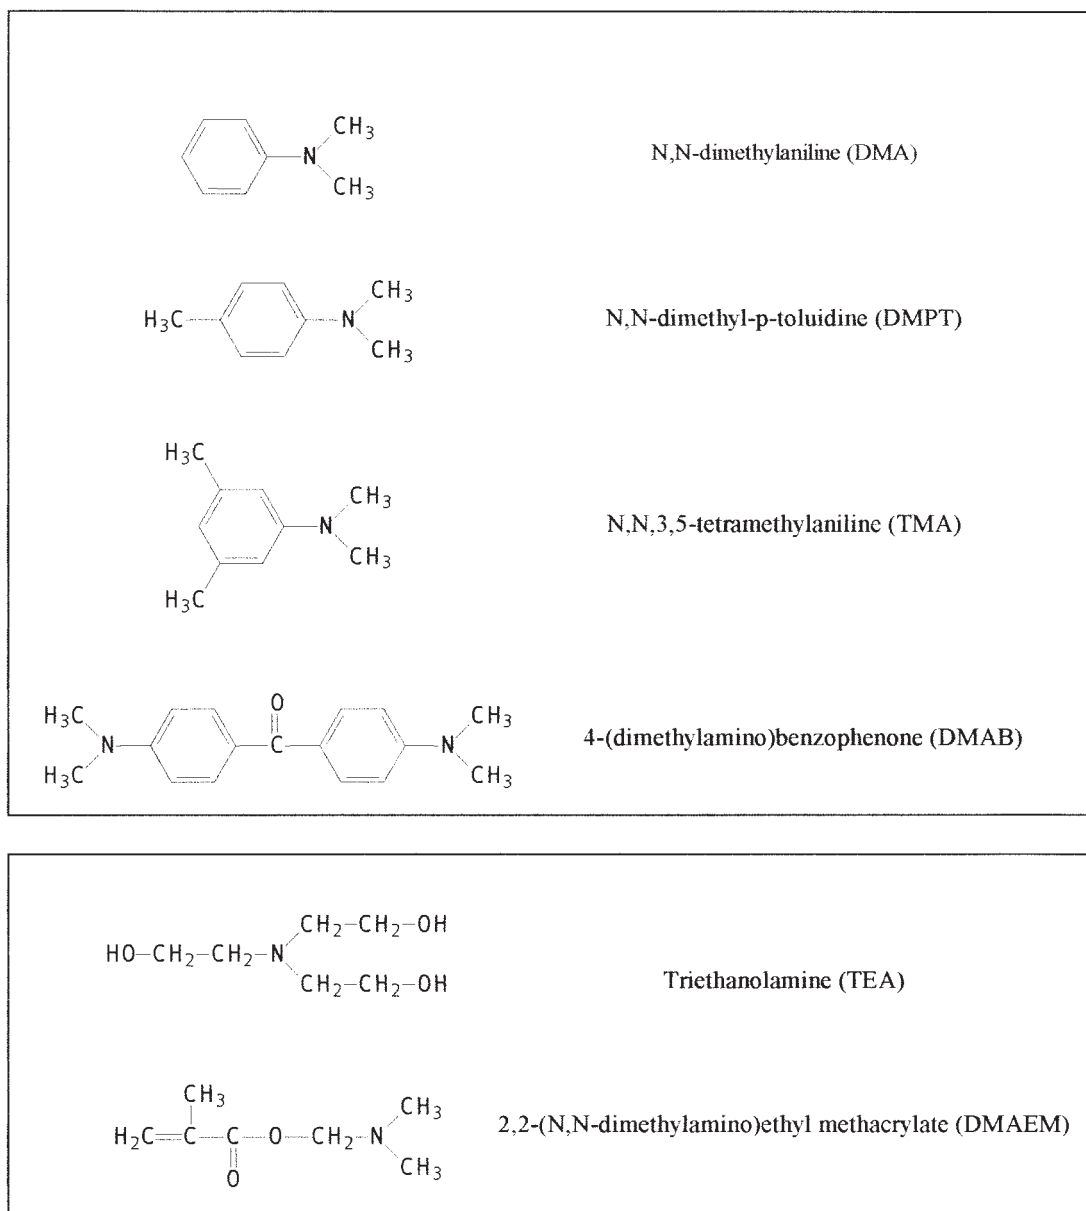 CH3
N
CH3
N,N-dimethylaniline (DMA)
CH3
H3C N
CH3
N,N-dimethyl-p-toluidine (DMPT)
H3C
CH3
N
CH3
H3C
N,N,3,5-tetramethylaniline (TMA)
O
H3C CH3
N C N
H3C CH3
4-(dimethylamino)benzophenone (DMAB)
CH2-CH2-OH
HO-CH2-CH2-N
CH2-CH2-OH
Triethanolamine (TEA)
CH3
CH3
H2C=C-C-O-CH2-N
CH3
O
2,2-(N,N-dimethylamino)ethyl methacrylate (DMAEM)